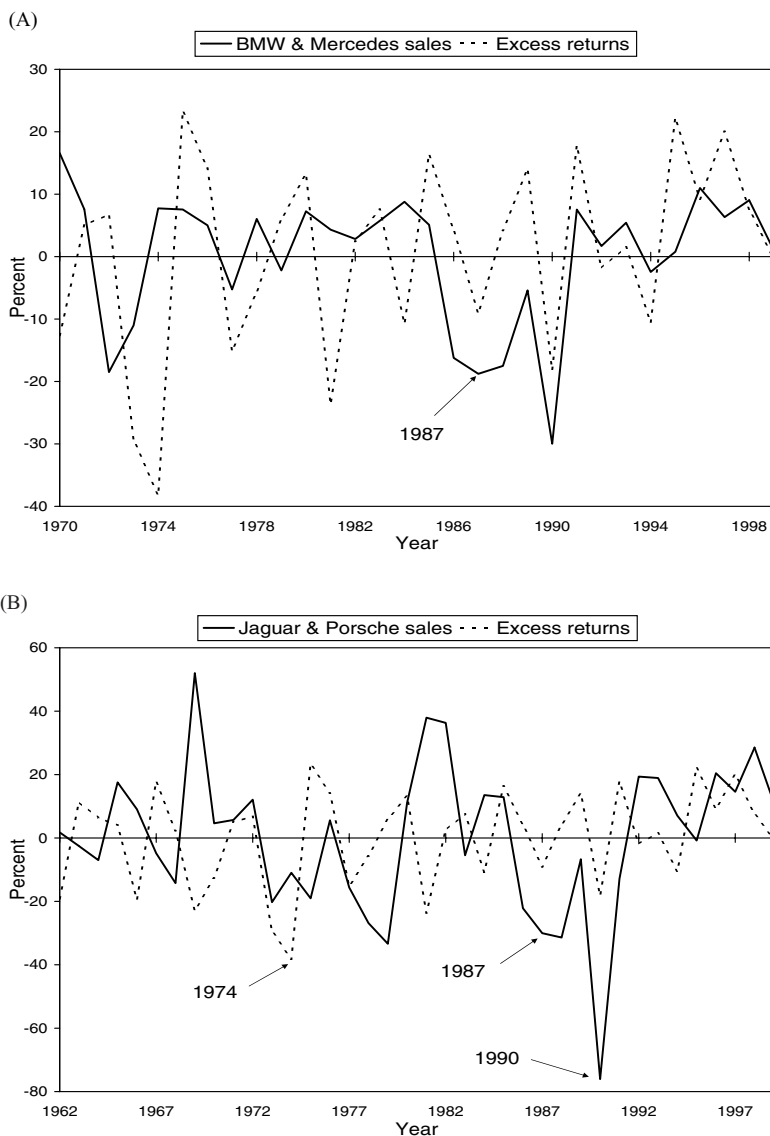 (A)
BMW & Mercedes sales Excess returns
30
20
10
0
-10
-20
-30
-40
Percent
1987
1970 1974 1978 1982 1986 1990 1994 1998
Year
(B)
Jaguar & Porsche sales Excess returns
60
40
20
0
-20
-40
-60
-80
Percent
1974
1987
1990
1962 1967 1972 1977 1982 1987 1992 1997
Year